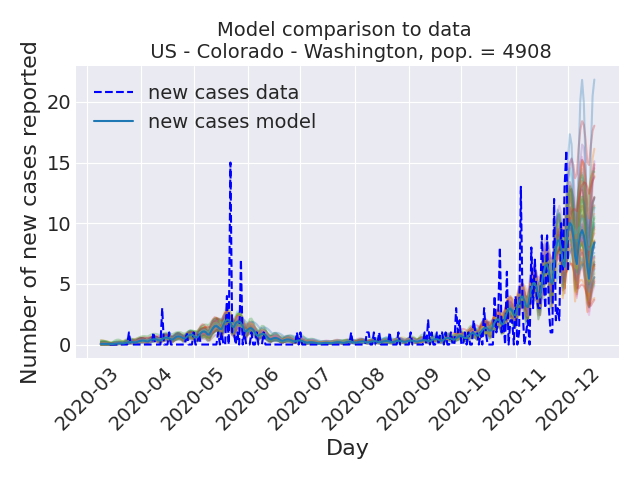 Model comparison to data
US - Colorado - Washington, pop. = 4908
Number of new cases reported
20
15
10
5
0
new cases data
new cases model
2020-03
2020-04
2020-05
2020-06
2020-07
2020-08
2020-09
2020-10
2020-11
2020-12
Day